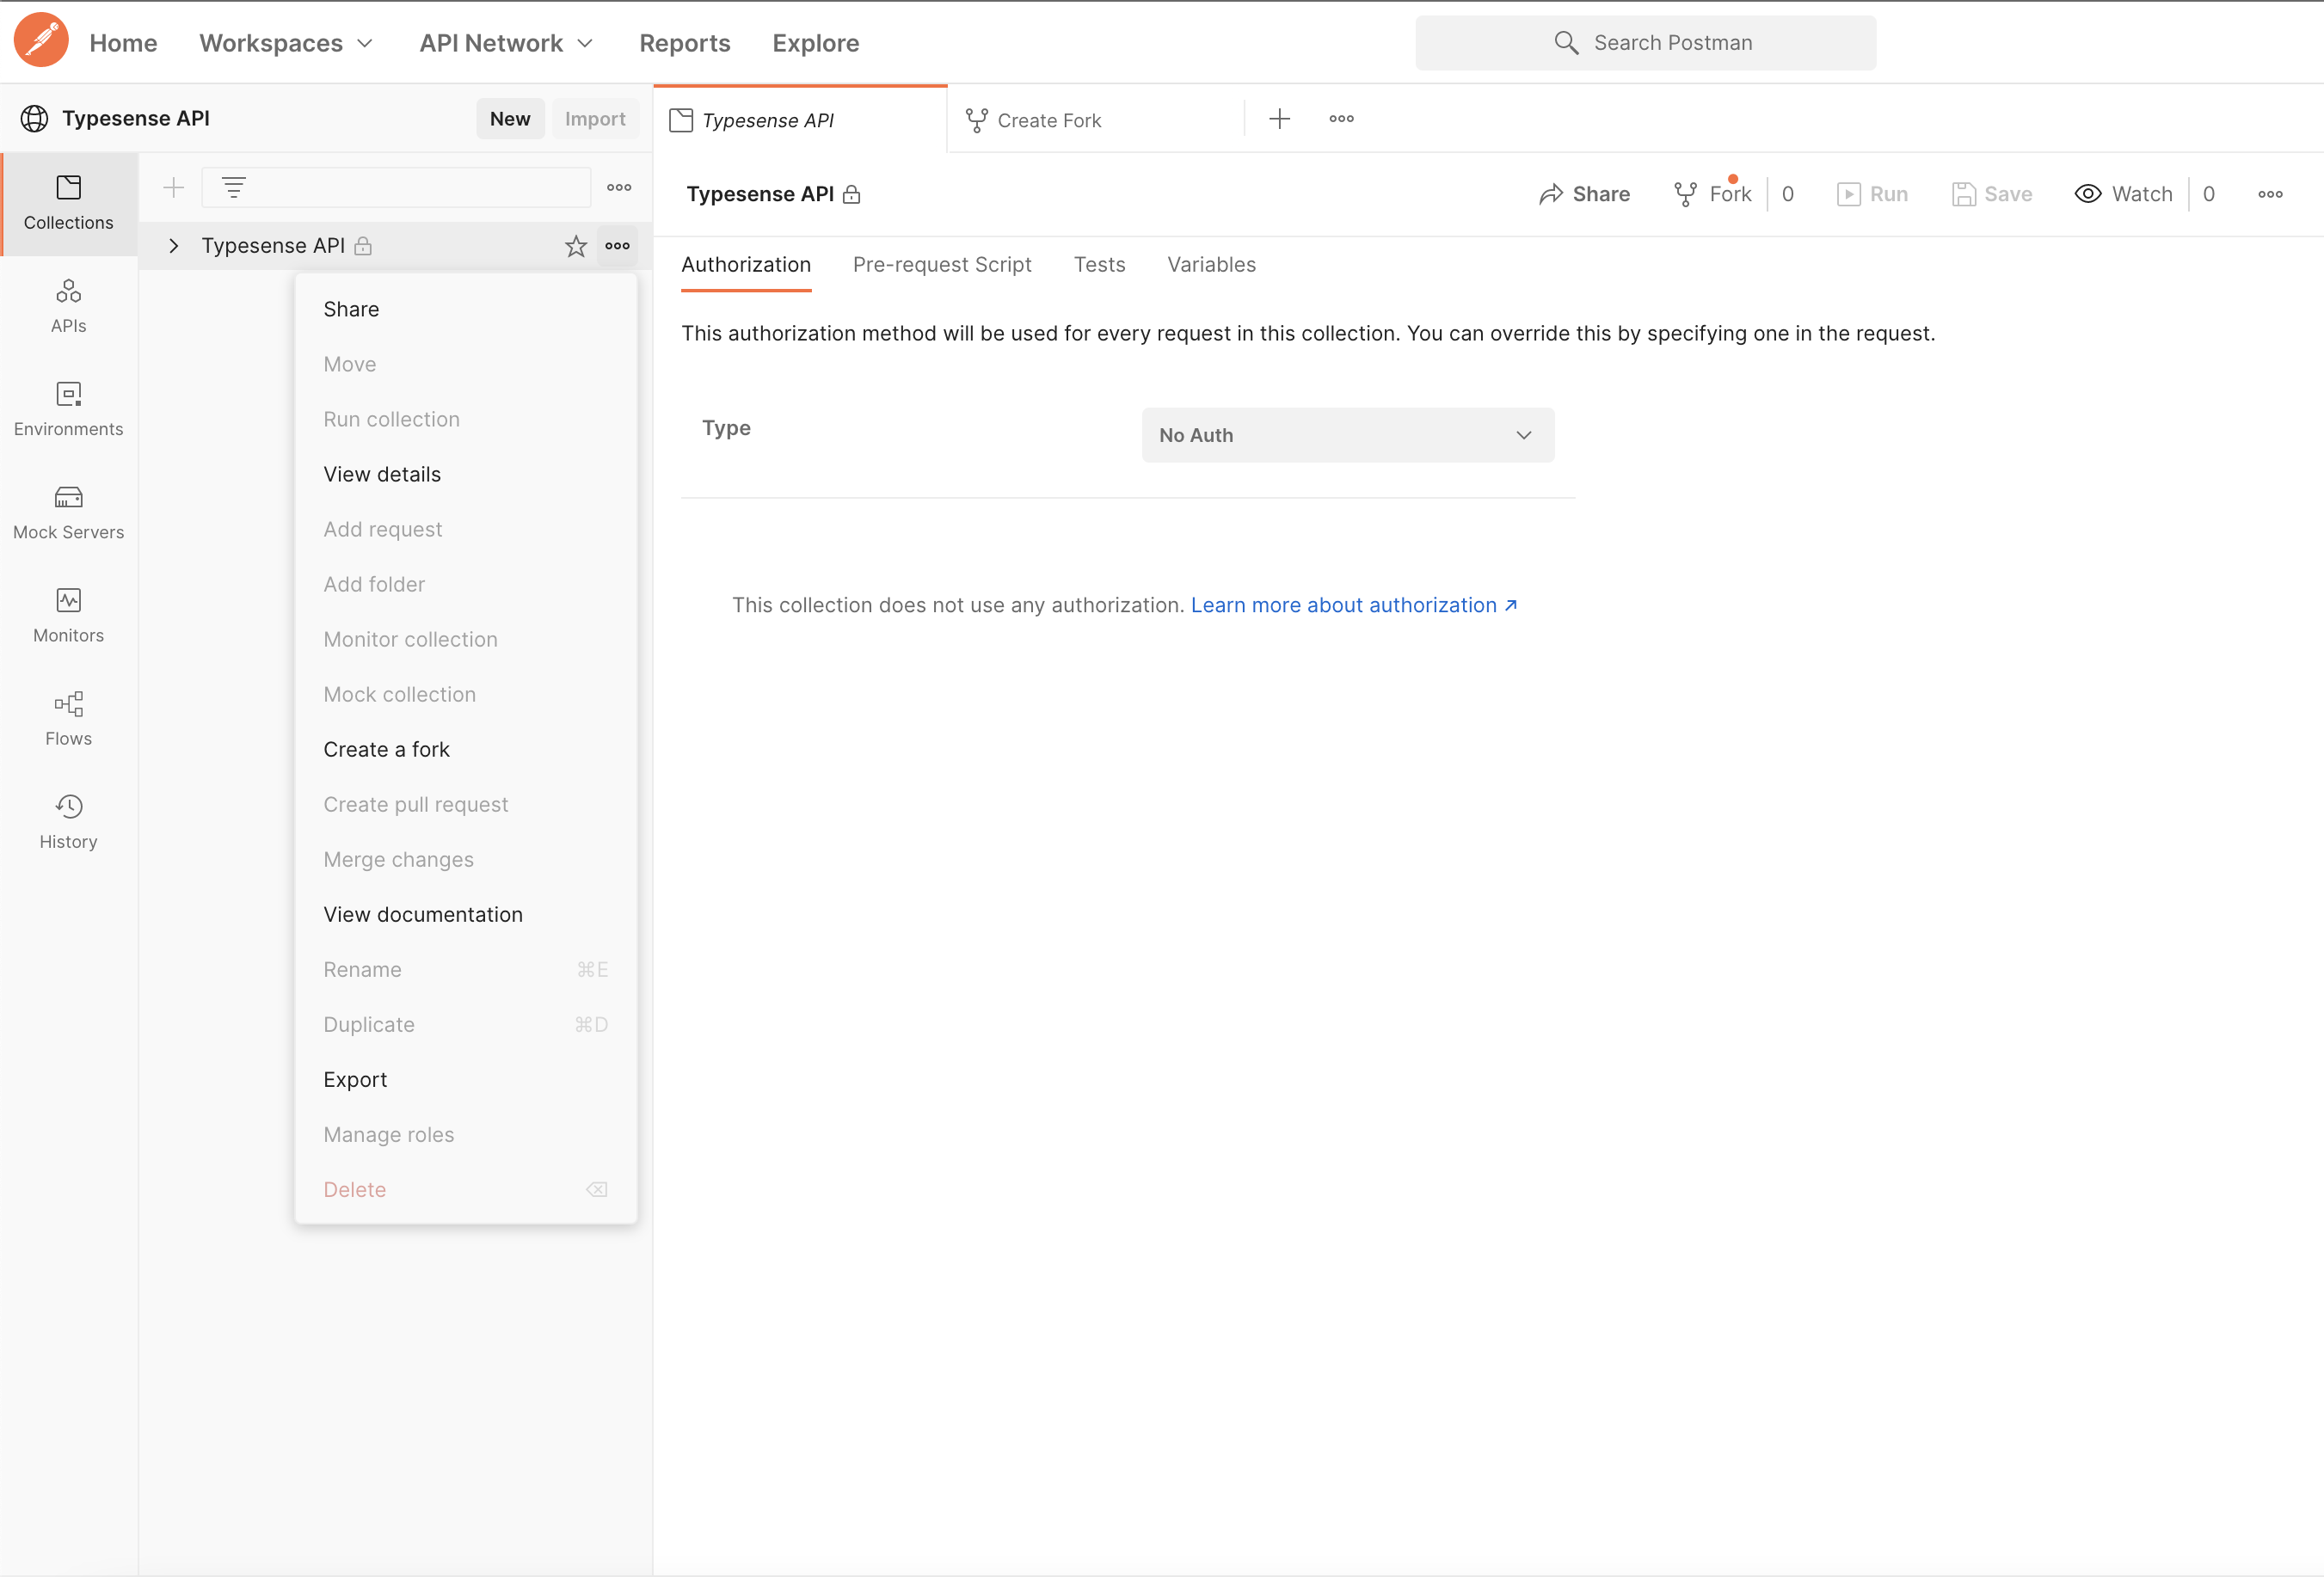 Home Workspaces API Network Reports Explore Search Postman
Typesense API New Import
Typesense API Create Fork
Collections
APIs
Environments
Mock Servers
Monitors
Flows
History
Typesense API
Share
Move
Run collection
View details
Add request
Add folder
Monitor collection
Mock collection
Create a fork
Create pull request
Merge changes
View documentation
Rename ⌘E
Duplicate ⌘D
Export
Manage roles
Delete
Typesense API Share Fork 0 Run Save Watch 0
Authorization Pre-request Script Tests Variables
This authorization method will be used for every request in this collection. You can override this by specifying one in the request.
Type No Auth
This collection does not use any authorization. Learn more about authorization ↗